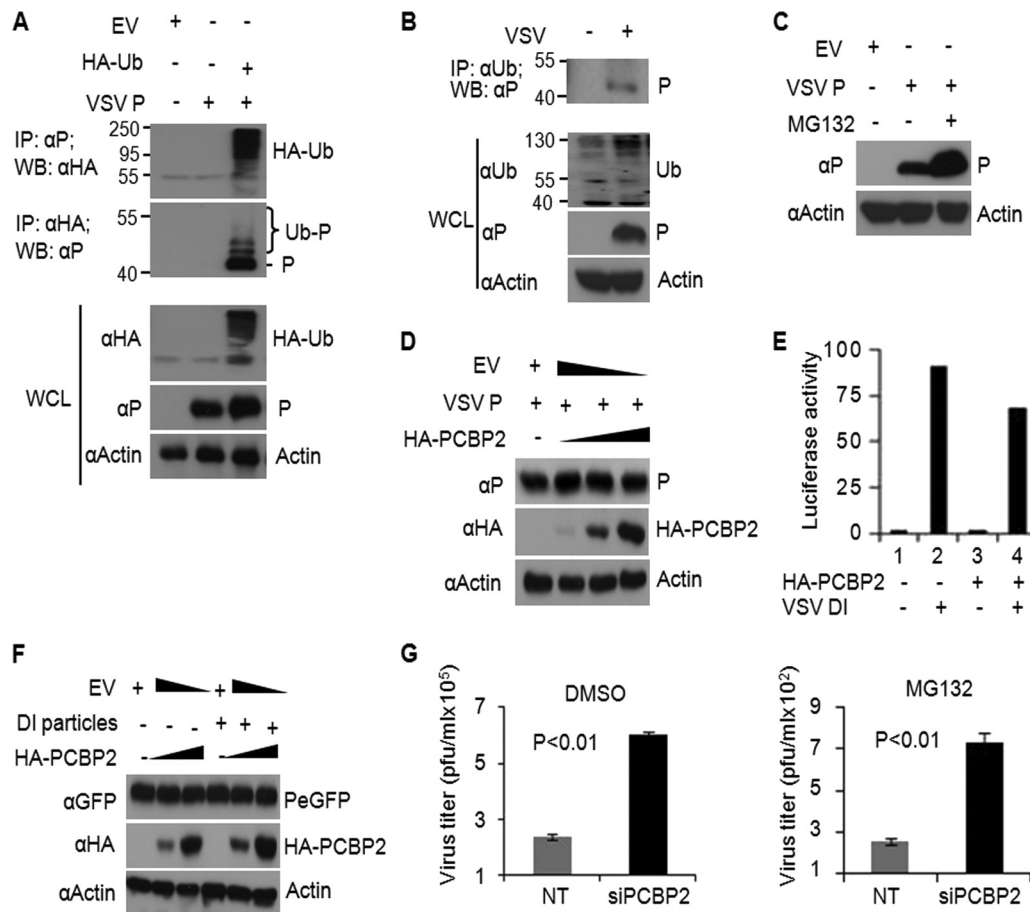 A
EV + - -
HA-Ub - - +
VSV P - + +
IP: αP;
WB: αHA
250
95
55
HA-Ub
IP: αHA;
WB: αP
55
40
Ub-P
P
WCL
αHA
HA-Ub
αP
P
αActin
Actin
B
VSV - +
IP: αUb;
WB: αP
55
40
P
WCL
αUb
130
55
40
Ub
αP
P
αActin
Actin
C
EV + - -
VSV P - + +
MG132 - - +
αP
P
αActin
Actin
D
EV +
VSV P + + + +
HA-PCBP2 -
αP
P
αHA
HA-PCBP2
αActin
Actin
E
Luciferase activity
100
75
50
25
0
1 2 3 4
HA-PCBP2 - - + +
VSV DI - + - +
F
EV + +
DI particles - - - + + +
HA-PCBP2 - -
αGFP
PeGFP
αHA
HA-PCBP2
αActin
Actin
G
DMSO
Virus titer (pfu/mlx10⁵)
7
5
3
1
P<0.01
NT siPCBP2
MG132
Virus titer (pfu/mlx10²)
9
7
5
3
1
P<0.01
NT siPCBP2